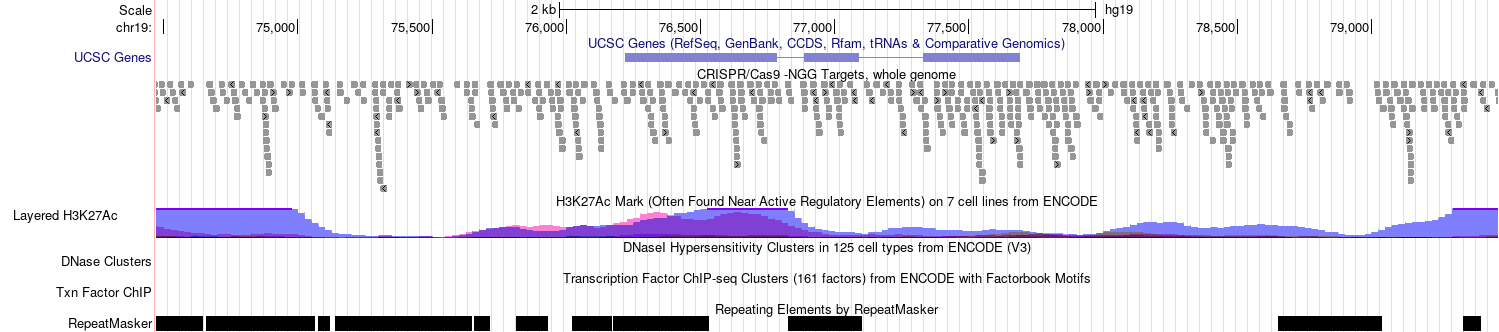 Scale 2 kb hg19
chr19: 75,000 75,500 76,000 76,500 77,000 77,500 78,000 78,500 79,000
UCSC Genes (RefSeq, GenBank, CCDS, Rfam, tRNAs & Comparative Genomics)
UCSC Genes
CRISPR/Cas9 -NGG Targets, whole genome
H3K27Ac Mark (Often Found Near Active Regulatory Elements) on 7 cell lines from ENCODE
Layered H3K27Ac
DNaseI Hypersensitivity Clusters in 125 cell types from ENCODE (V3)
DNase Clusters
Transcription Factor ChIP-seq Clusters (161 factors) from ENCODE with Factorbook Motifs
Txn Factor ChIP
Repeating Elements by RepeatMasker
RepeatMasker